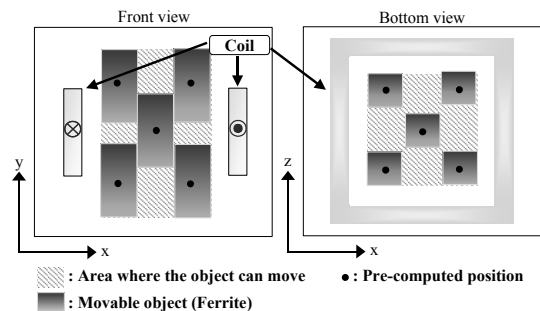 Front view
Bottom view
Coil
y
x
z
x
: Area where the object can move
: Pre-computed position
: Movable object (Ferrite)